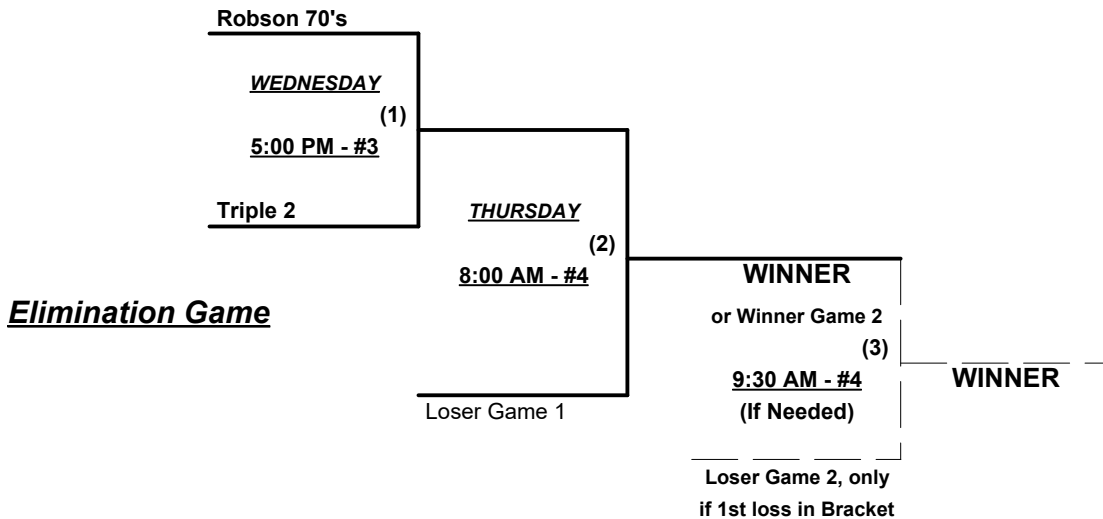 Robson 70's
WEDNESDAY
(1)
5:00 PM - #3
Triple 2
THURSDAY
(2)
8:00 AM - #4
WINNER
Elimination Game
or Winner Game 2
(3)
9:30 AM - #4
WINNER
(If Needed)
Loser Game 1
Loser Game 2, only
if 1st loss in Bracket